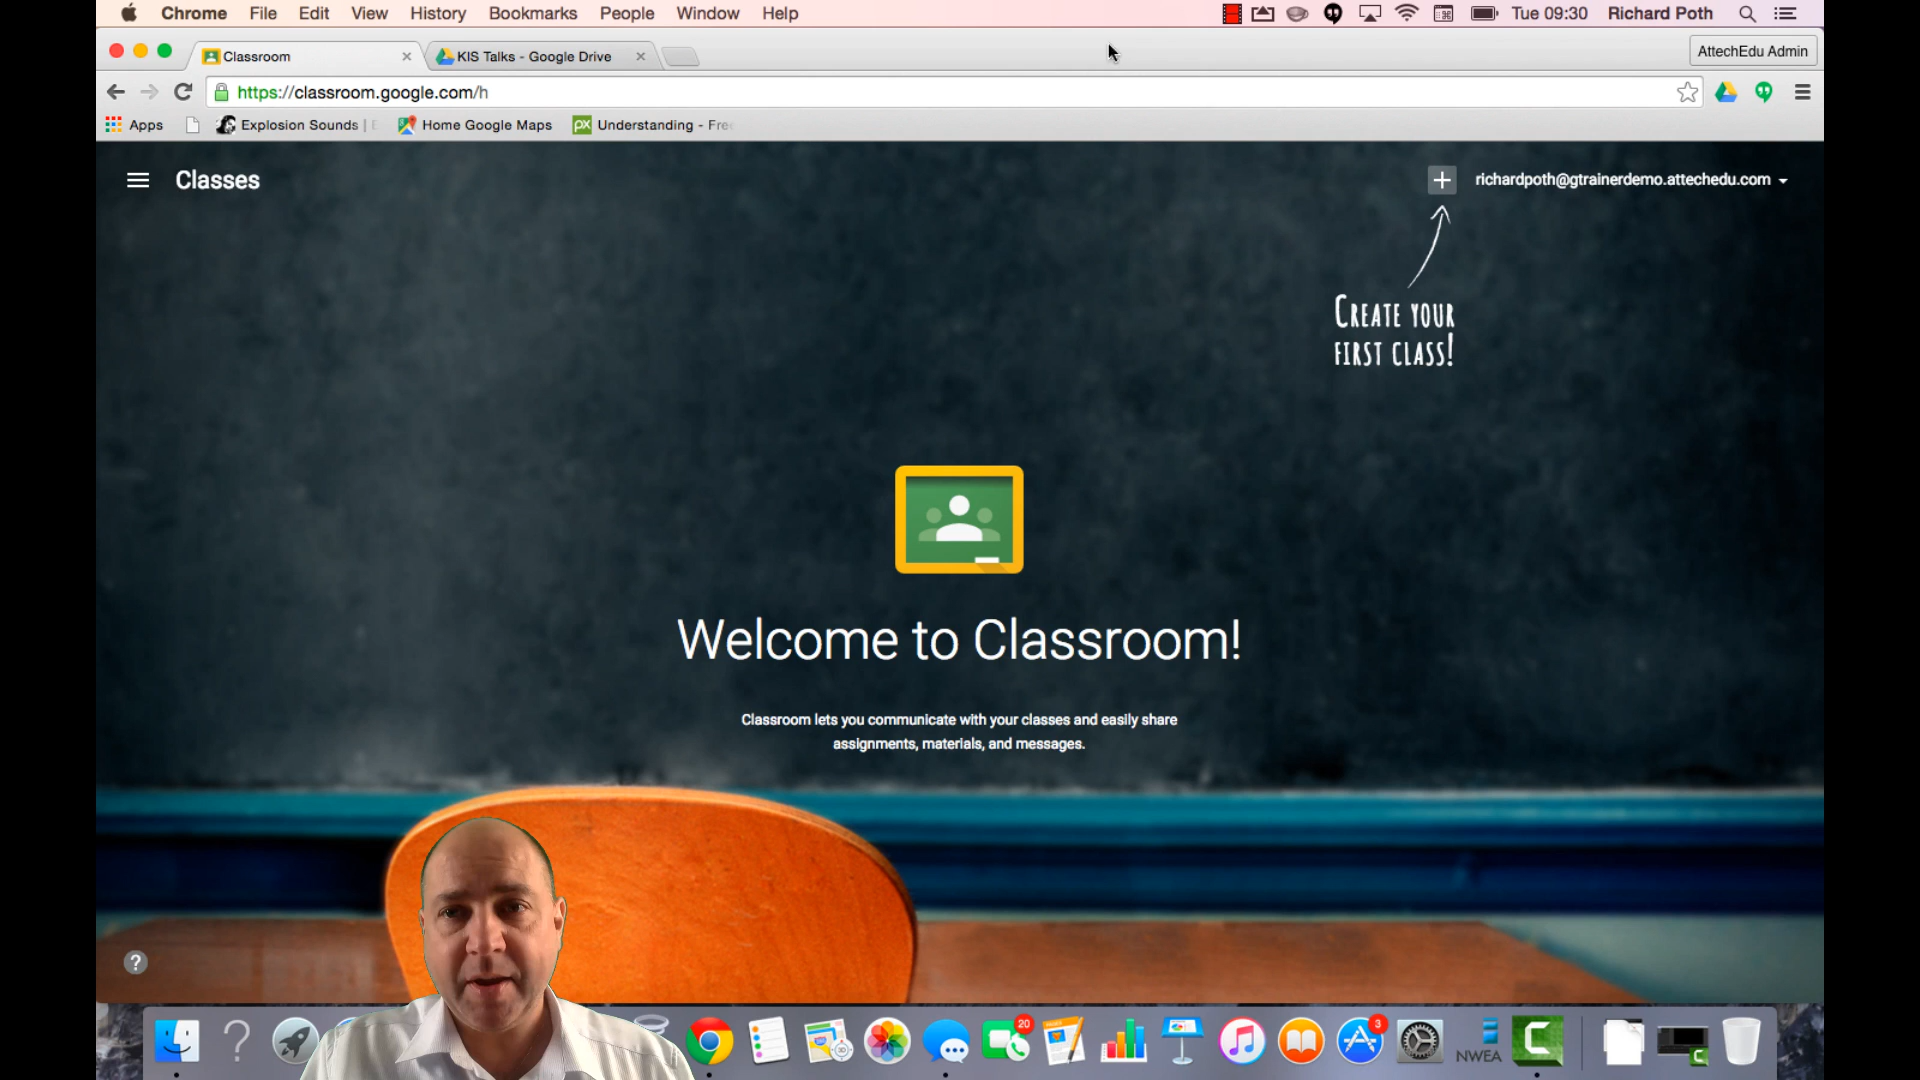 Chrome File Edit View History Bookmarks People Window Help Tue 09:30 Richard Poth
Classroom KIS Talks - Google Drive AttechEdu Admin
https://classroom.google.com/h
Apps Explosion Sounds | Home Google Maps px Understanding - Fre
Classes richardpoth@gtrainerdemo.attechedu.com
CREATE YOUR
FIRST CLASS!
Welcome to Classroom!
Classroom lets you communicate with your classes and easily share
assignments, materials, and messages.
?
? 20 3 NWEA C C